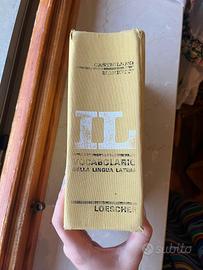 CASTIGLIONI
MARIOTTI
IL
VOCABOLARIO
DELLA LINGUA LATINA
LOESCHER
subito